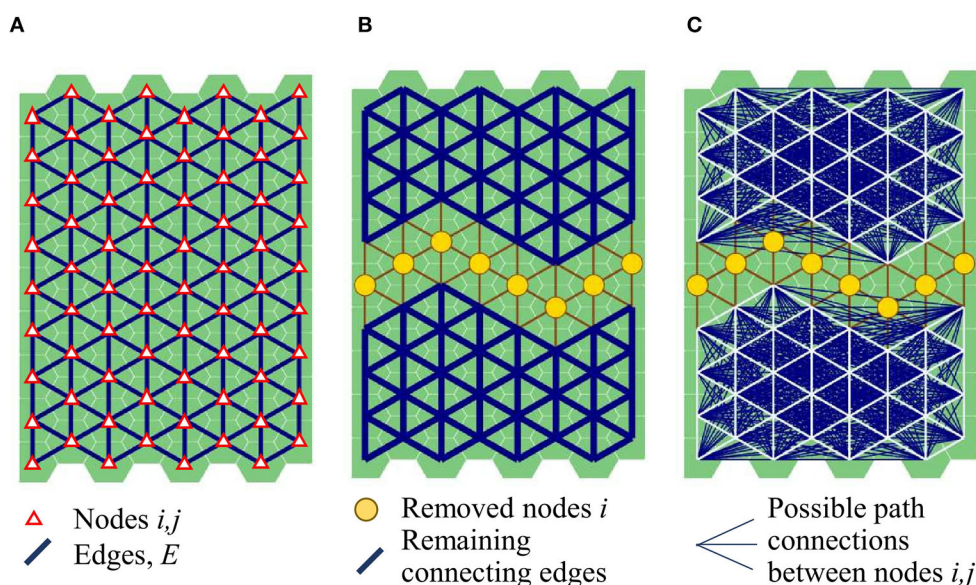 A
B
C
Nodes i,j
Edges, E
Removed nodes i
Remaining
connecting edges
Possible path
connections
between nodes i,j